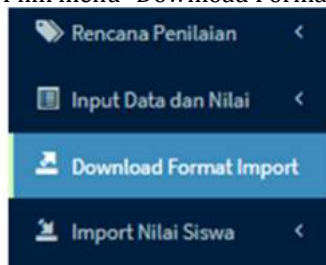 Rencana Penilaian
Input Data dan Nilai
Download Format Import
Import Nilai Siswa